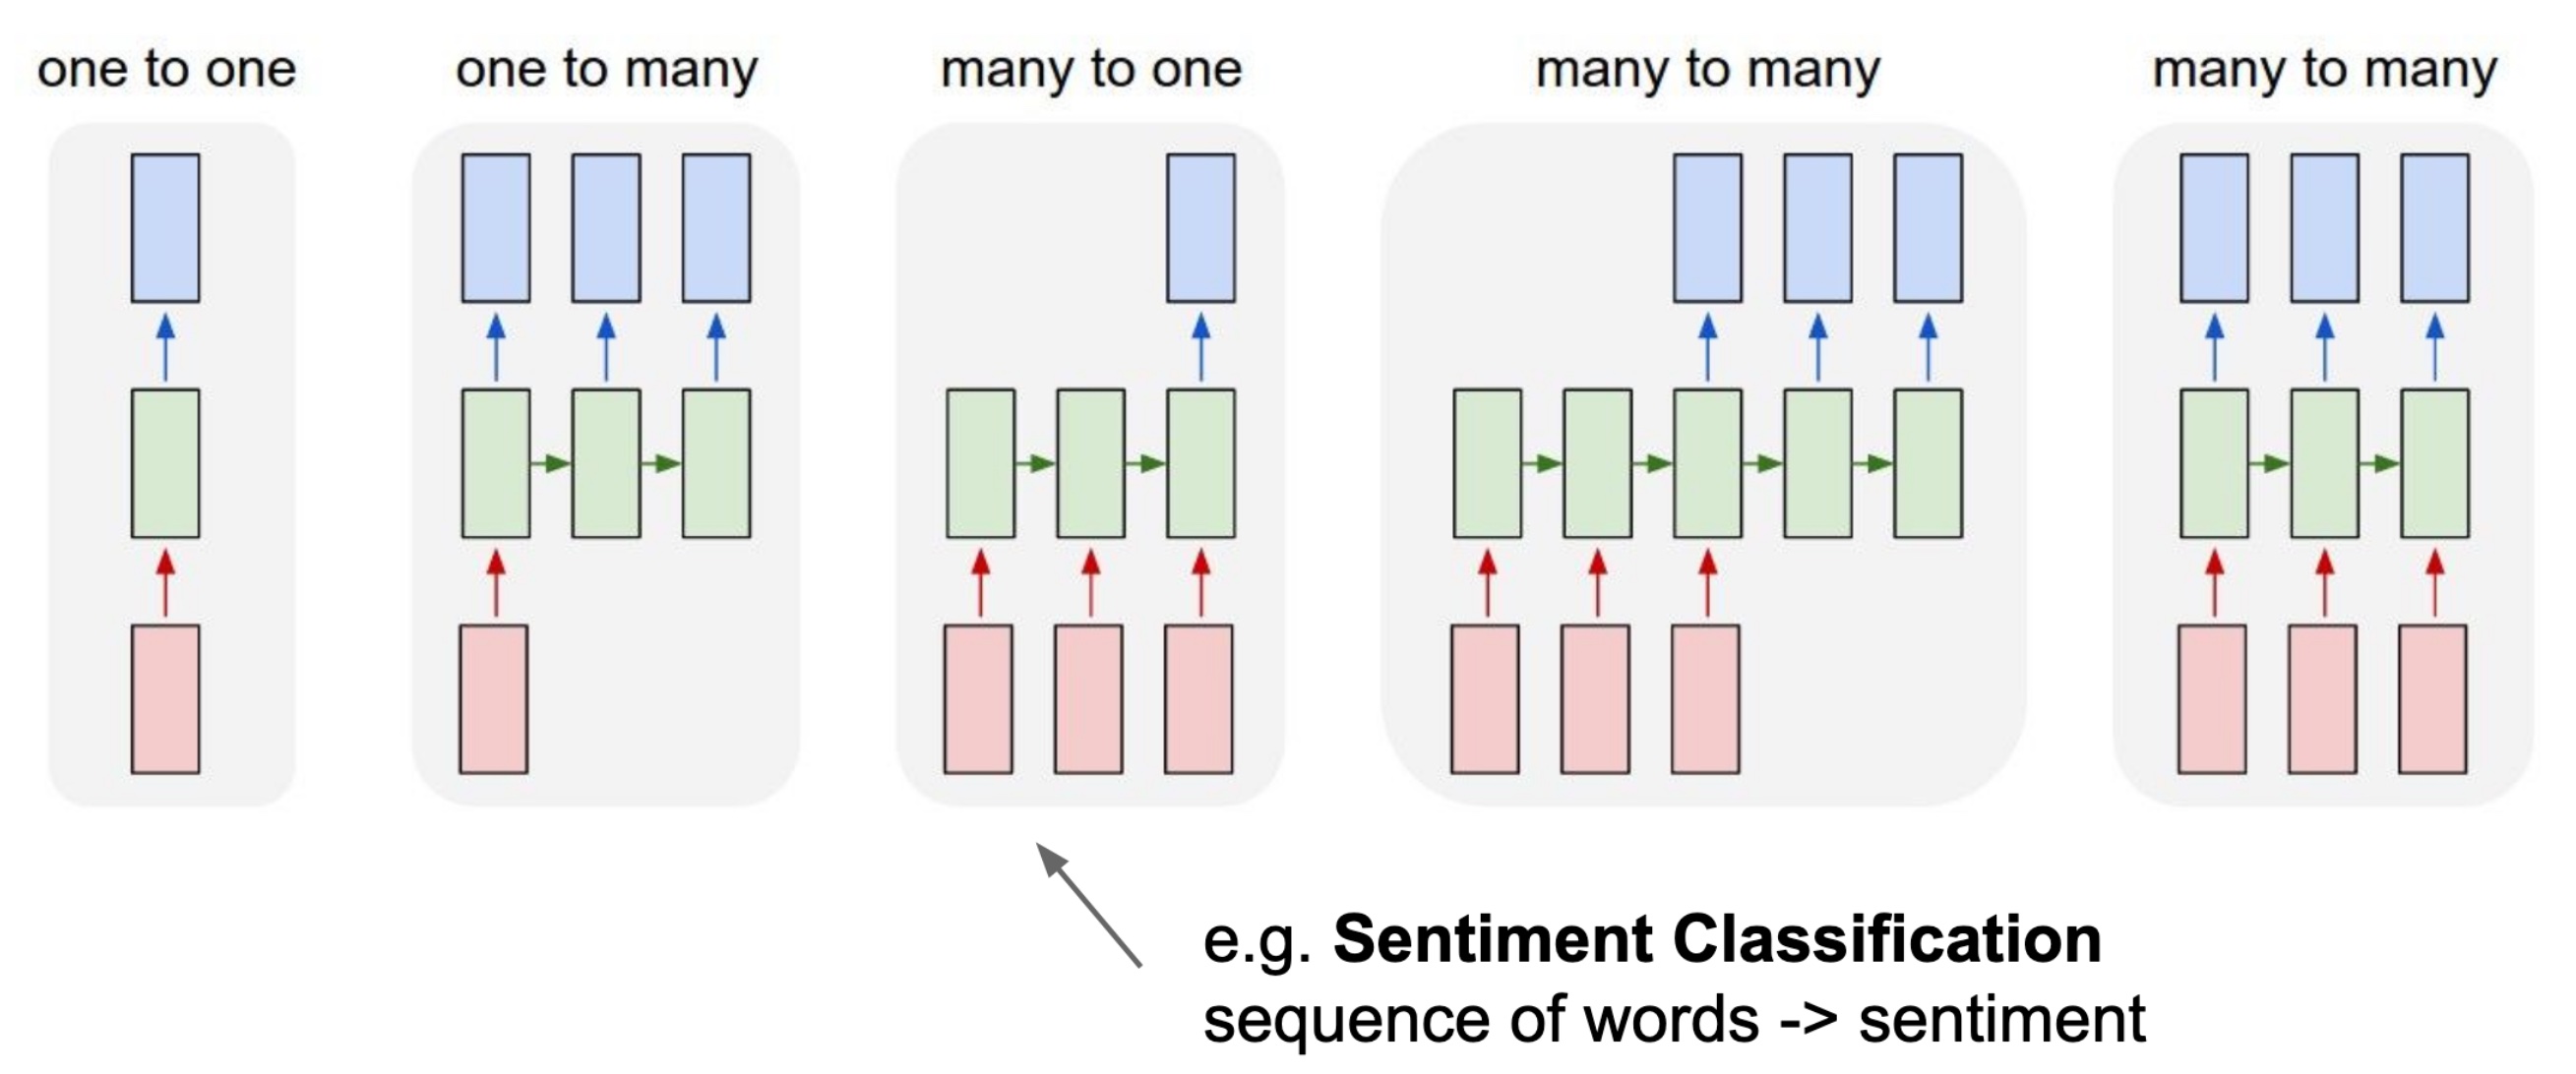 one to one
one to many
many to one
many to many
many to many
e.g. Sentiment Classification
sequence of words -> sentiment